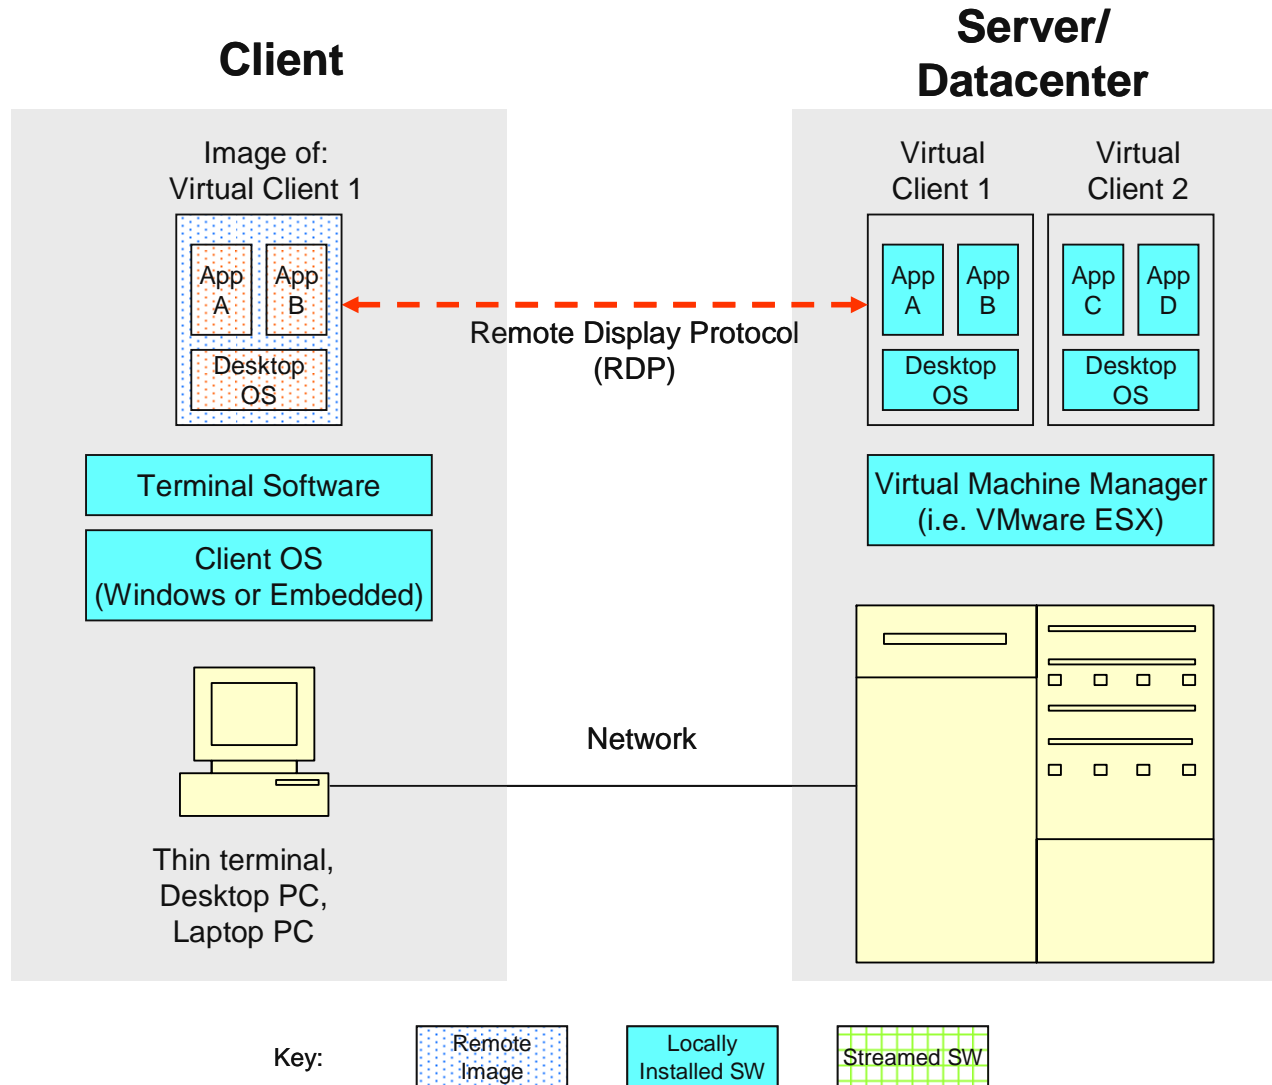 Client
Server/
Datacenter
Image of:
Virtual Client 1
App
A
App
B
Desktop
OS
Remote Display Protocol
(RDP)
Virtual
Client 1
Virtual
Client 2
App
A
App
B
App
C
App
D
Desktop
OS
Desktop
OS
Terminal Software
Client OS
(Windows or Embedded)
Virtual Machine Manager
(i.e. VMware ESX)
Network
Thin terminal,
Desktop PC,
Laptop PC
Key:
Remote
Image
Locally
Installed SW
Streamed SW